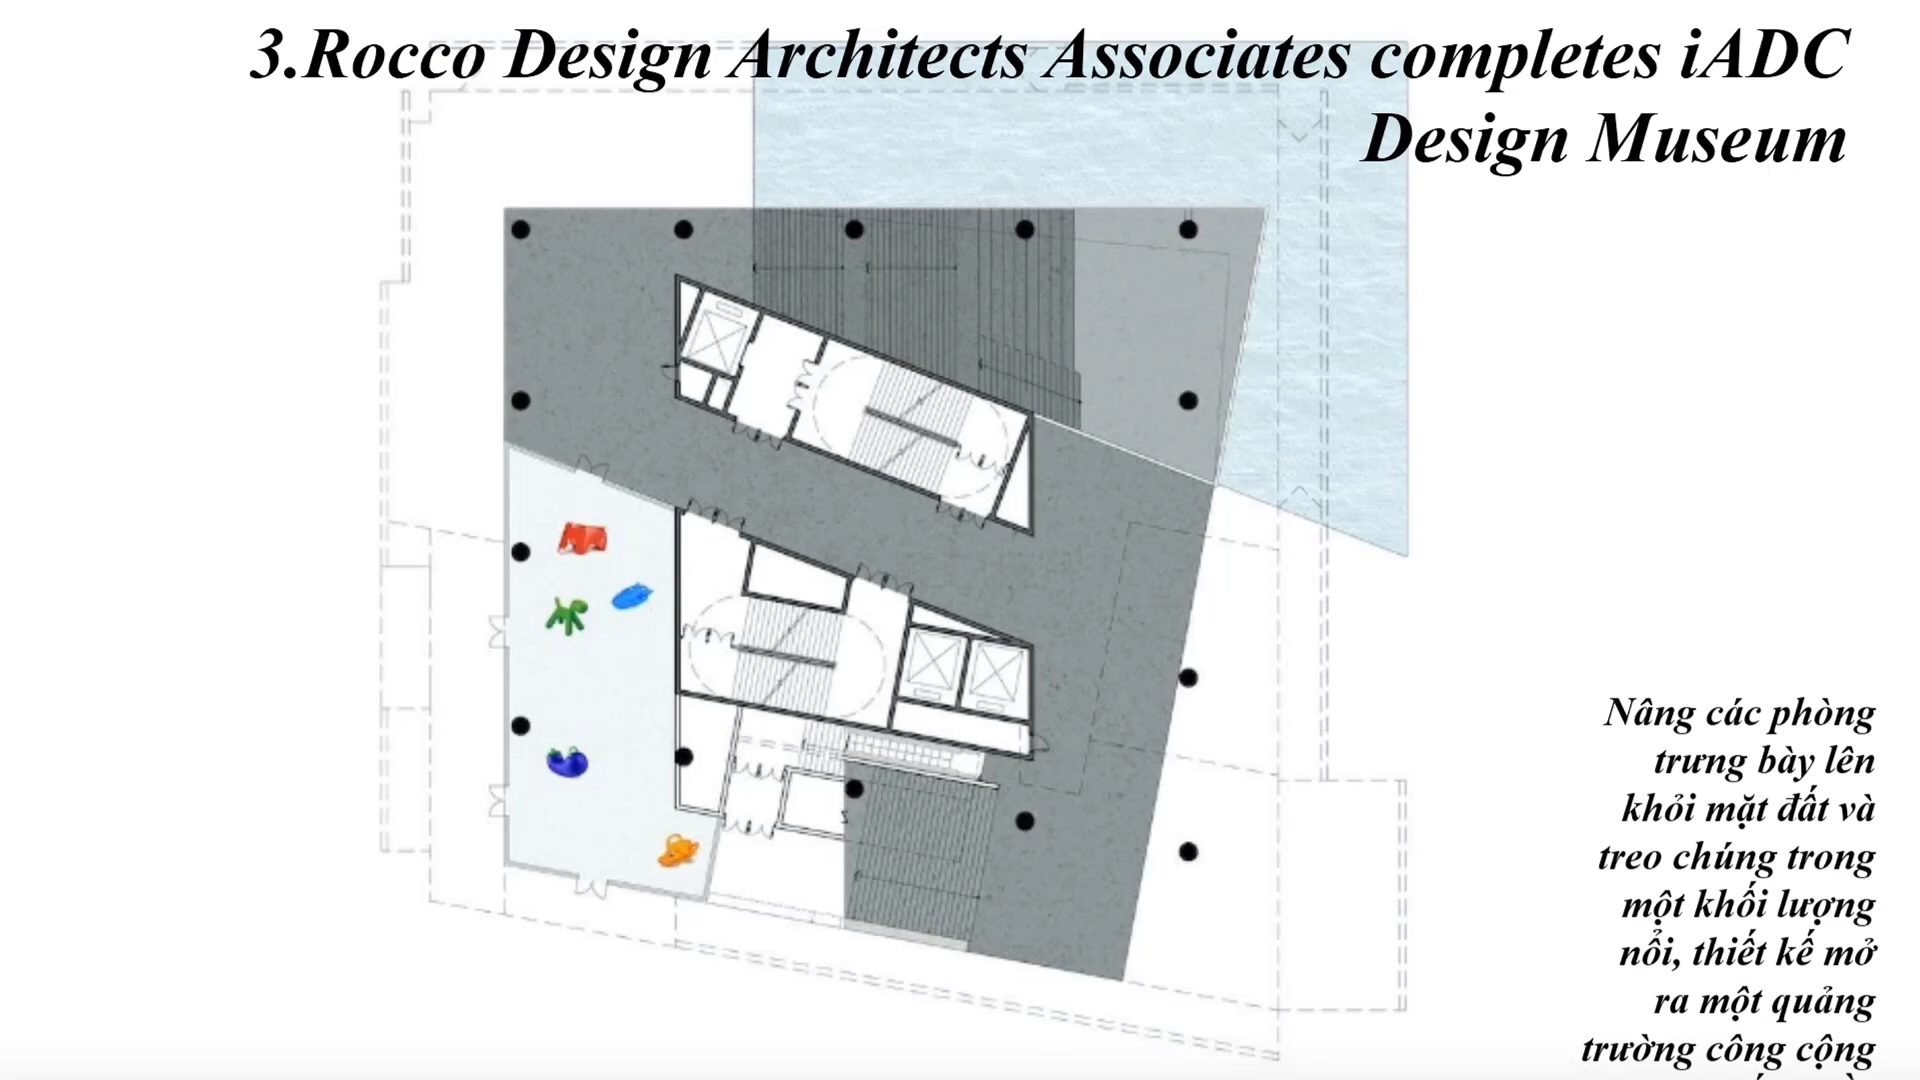 3.Rocco Design Architects Associates completes iADC
Design Museum
Nâng các phòng
trưng bày lên
khỏi mặt đất và
treo chúng trong
một khối lượng
nổi, thiết kế mở
ra một quảng
trường công cộng